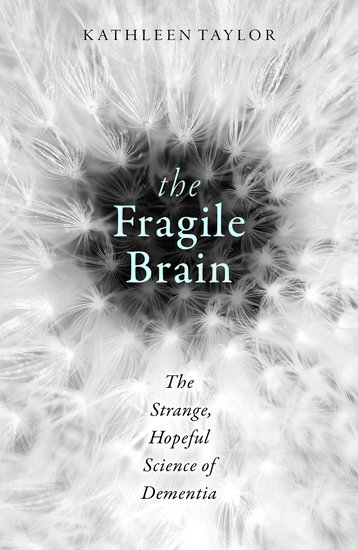 KATHLEEN TAYLOR
the
Fragile
Brain
The
Strange,
Hopeful
Science of
Dementia